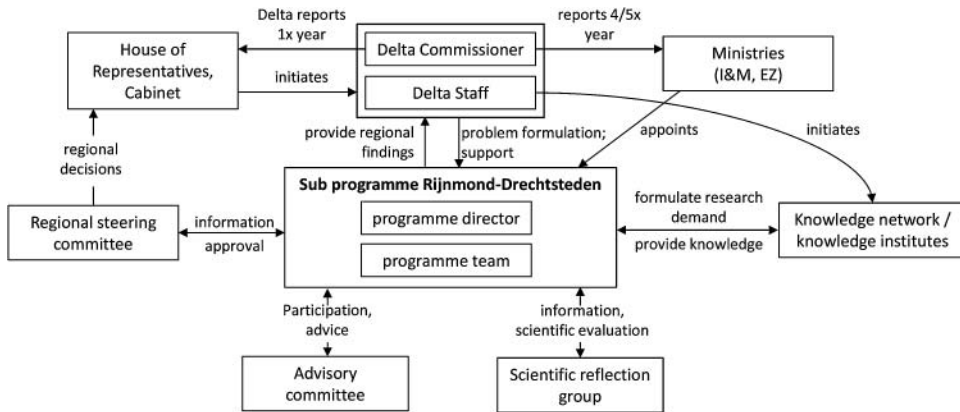 Delta reports
1x year
reports 4/5x
year
House of
Representatives,
Cabinet
Delta Commissioner
Ministries
(I&M, EZ)
initiates
Delta Staff
provide regional
findings
problem formulation;
support
appoints
initiates
regional
decisions
Sub programme Rijnmond-Drechtsteden
programme director
programme team
Regional steering
committee
information
approval
formulate research
demand
provide knowledge
Knowledge network /
knowledge institutes
Participation,
advice
information,
scientific evaluation
Advisory
committee
Scientific reflection
group